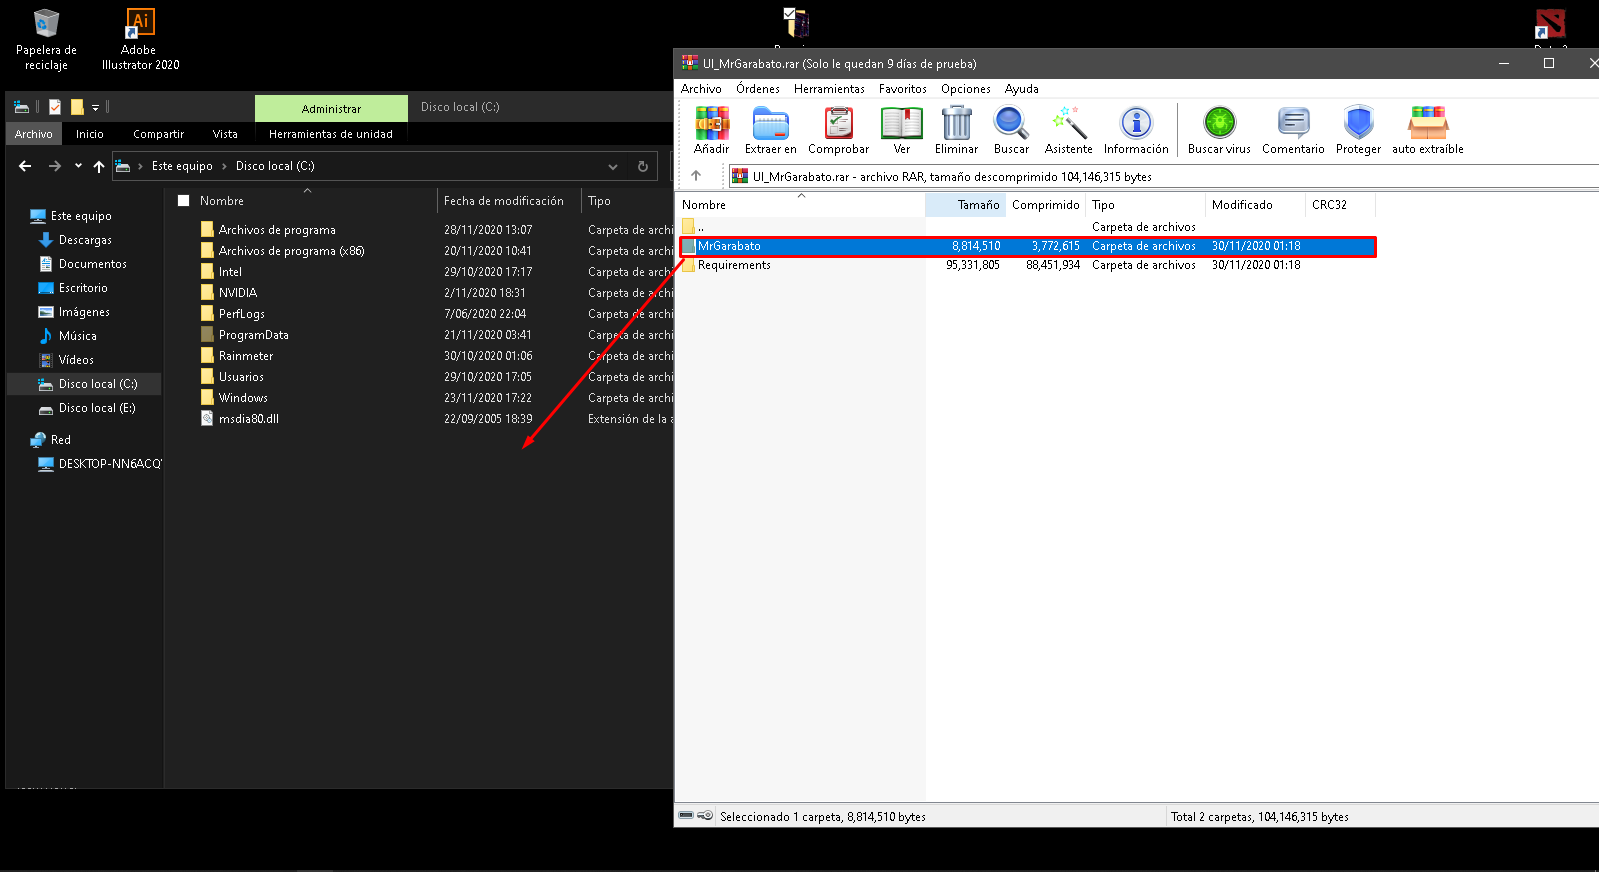 Papelera de
reciclaje
Adobe
Illustrator 2020
Administrar
Disco local (C:)
Archivo
Inicio
Compartir
Vista
Herramientas de unidad
Este equipo > Disco local (C:)
Nombre
Fecha de modificación
Tipo
Este equipo
Descargas
Documentos
Escritorio
Imágenes
Música
Vídeos
Disco local (C:)
Disco local (E:)
Red
DESKTOP-NN6ACQ
Archivos de programa 28/11/2020 13:07 Carpeta de archi
Archivos de programa (x86) 20/11/2020 10:41 Carpeta de archi
Intel 29/10/2020 17:17 Carpeta de archi
NVIDIA 2/11/2020 18:31 Carpeta de archi
PerfLogs 7/06/2020 22:04 Carpeta de archi
ProgramData 21/11/2020 03:41 Carpeta de archi
Rainmeter 30/10/2020 01:06 Carpeta de archi
Usuarios 29/10/2020 17:05 Carpeta de archi
Windows 23/11/2020 17:22 Carpeta de archi
msdia80.dll 22/09/2005 18:39 Extensión de la a
UI_MrGarabato.rar (Solo le quedan 9 días de prueba)
Archivo Órdenes Herramientas Favoritos Opciones Ayuda
Añadir Extraer en Comprobar Ver Eliminar Buscar Asistente Información Buscar virus Comentario Proteger auto extraíble
UI_MrGarabato.rar - archivo RAR, tamaño descomprimido 104,146,315 bytes
Nombre Tamaño Comprimido Tipo Modificado CRC32
.. Carpeta de archivos
MrGarabato 8,814,510 3,772,615 Carpeta de archivos 30/11/2020 01:18
Requirements 95,331,805 88,451,934 Carpeta de archivos 30/11/2020 01:18
Seleccionado 1 carpeta, 8,814,510 bytes
Total 2 carpetas, 104,146,315 bytes